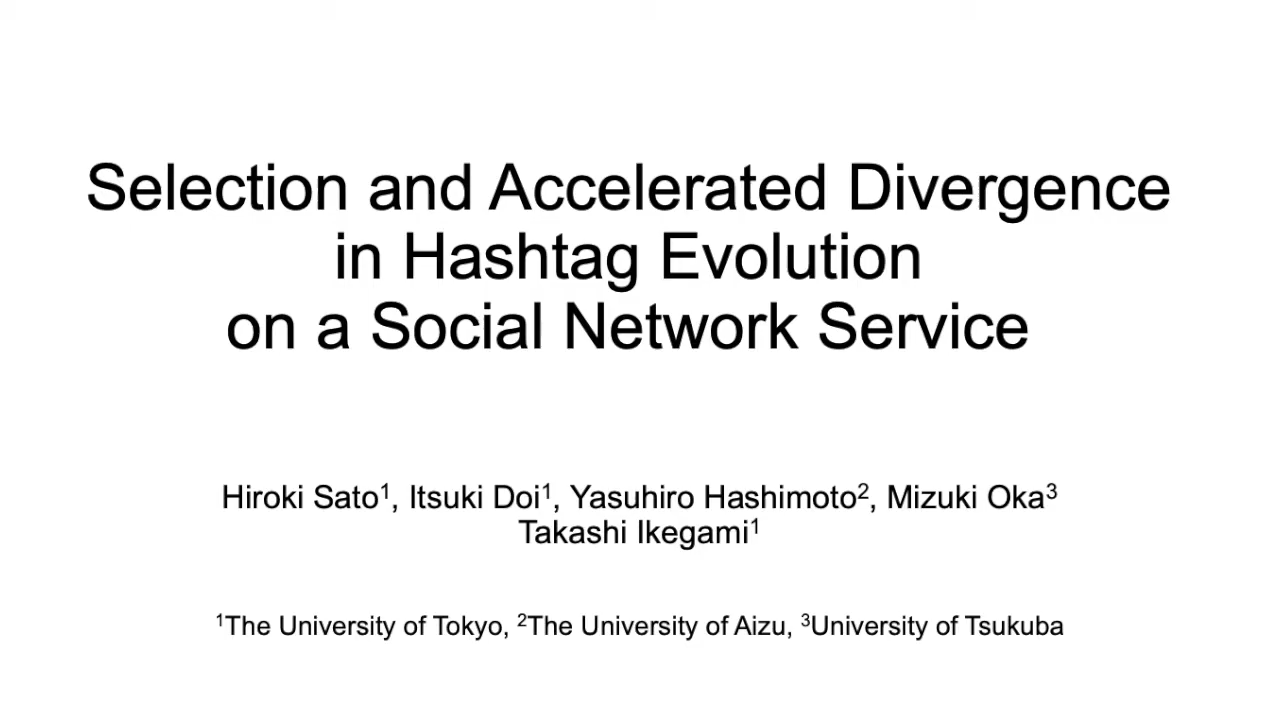 Selection and Accelerated Divergence
in Hashtag Evolution
on a Social Network Service
Hiroki Sato¹, Itsuki Doi¹, Yasuhiro Hashimoto², Mizuki Oka³
Takashi Ikegami¹
¹The University of Tokyo, ²The University of Aizu, ³University of Tsukuba